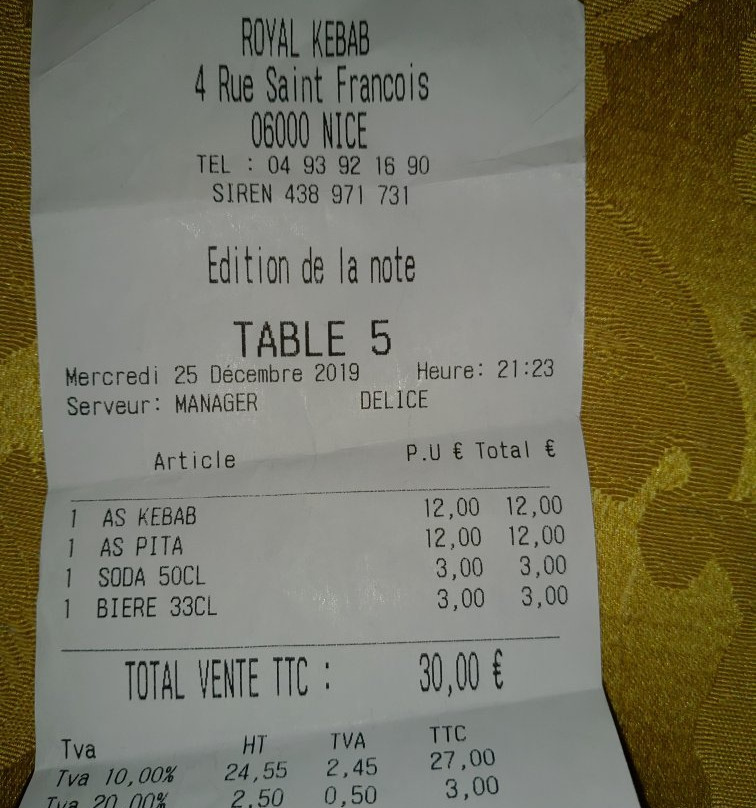 ROYAL KEBAB
4 Rue Saint Francois
06000 NICE
TEL : 04 93 92 16 90
SIREN 438 971 731
Edition de la note
TABLE 5
Mercredi 25 Décembre 2019 Heure: 21:23
Serveur: MANAGER DELICE
Article P.U € Total €
1 AS KEBAB 12,00 12,00
1 AS PITA 12,00 12,00
1 SODA 50CL 3,00 3,00
1 BIERE 33CL 3,00 3,00
TOTAL VENTE TTC : 30,00 €
Tva HT TVA TTC
Tva 10,00% 24,55 2,45 27,00
Tva 20,00% 2,50 0,50 3,00